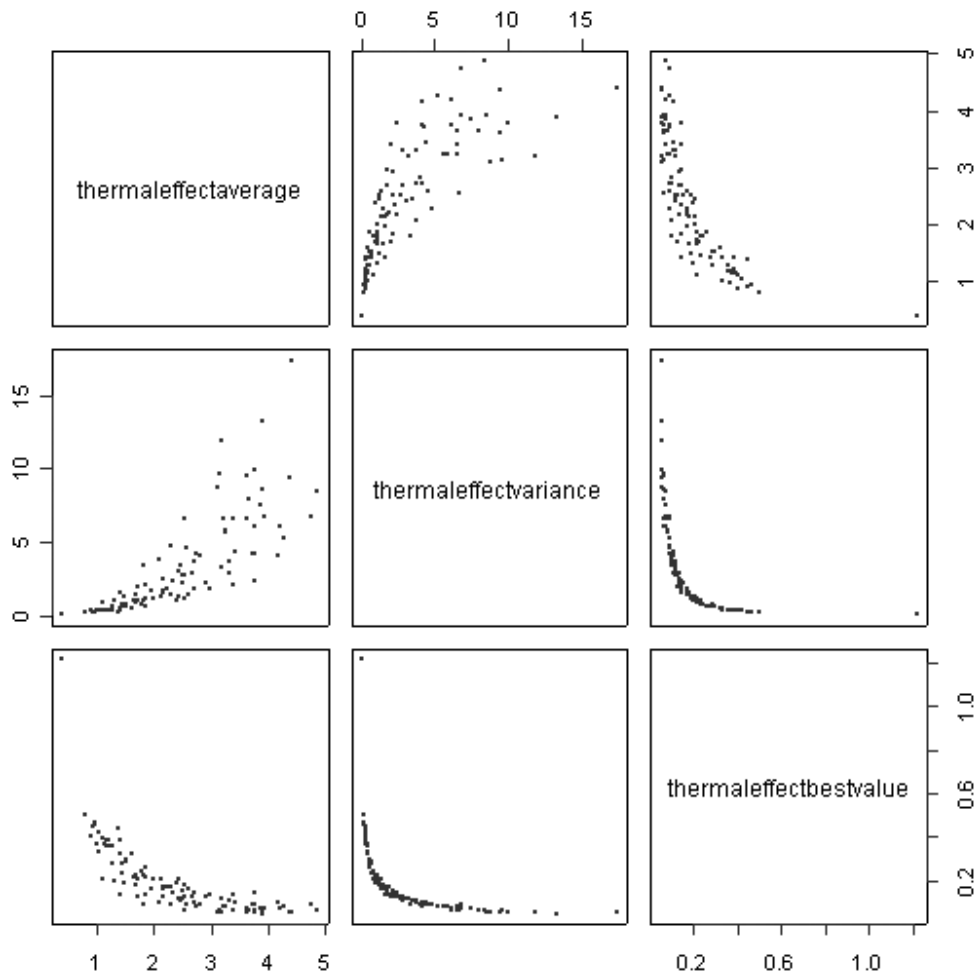 0 5 10 15
thermaleffectaverage
1 2 3 4 5
0 5 10 15
thermaleffectvariance
thermaleffectbestvalue
0.2 0.6 1.0
1 2 3 4 5
0.2 0.6 1.0